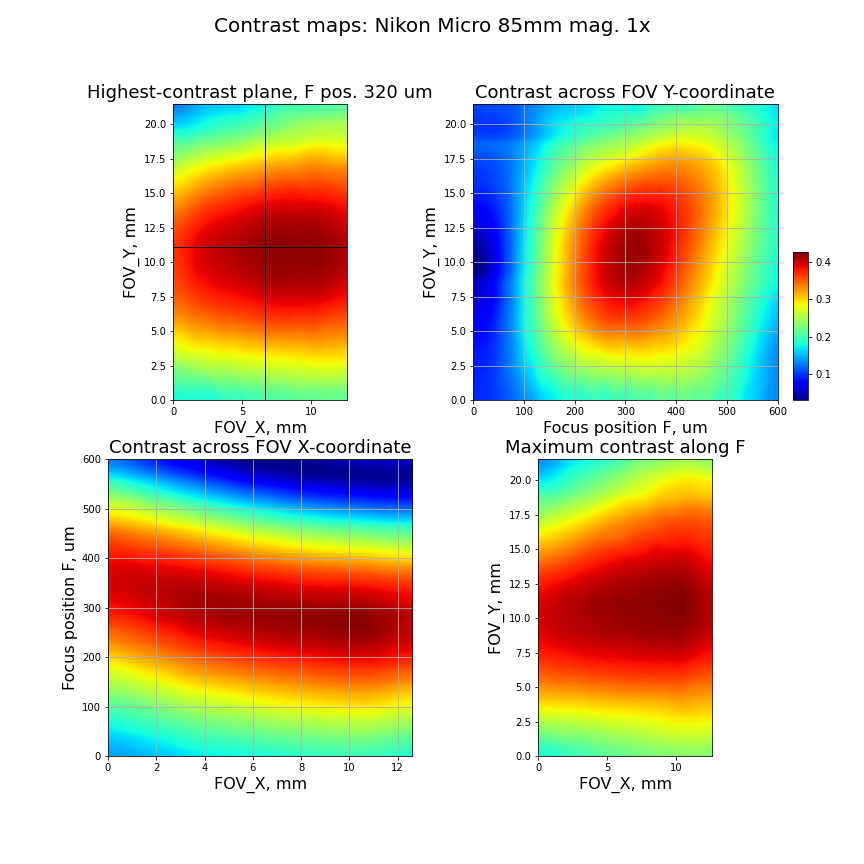 Contrast maps: Nikon Micro 85mm mag. 1x
Highest-contrast plane, F pos. 320 um
20.0
17.5
15.0
12.5
10.0
7.5
5.0
2.5
0.0
FOV_Y, mm
0 5 10
FOV_X, mm
Contrast across FOV Y-coordinate
20.0
17.5
15.0
12.5
10.0
7.5
5.0
2.5
0.0
FOV_Y, mm
0 100 200 300 400 500 600
Focus position F, um
0.4
0.3
0.2
0.1
Contrast across FOV X-coordinate
600
500
400
300
200
100
0
Focus position F, um
0 2 4 6 8 10 12
FOV_X, mm
Maximum contrast along F
20.0
17.5
15.0
12.5
10.0
7.5
5.0
2.5
0.0
FOV_Y, mm
0 5 10
FOV_X, mm